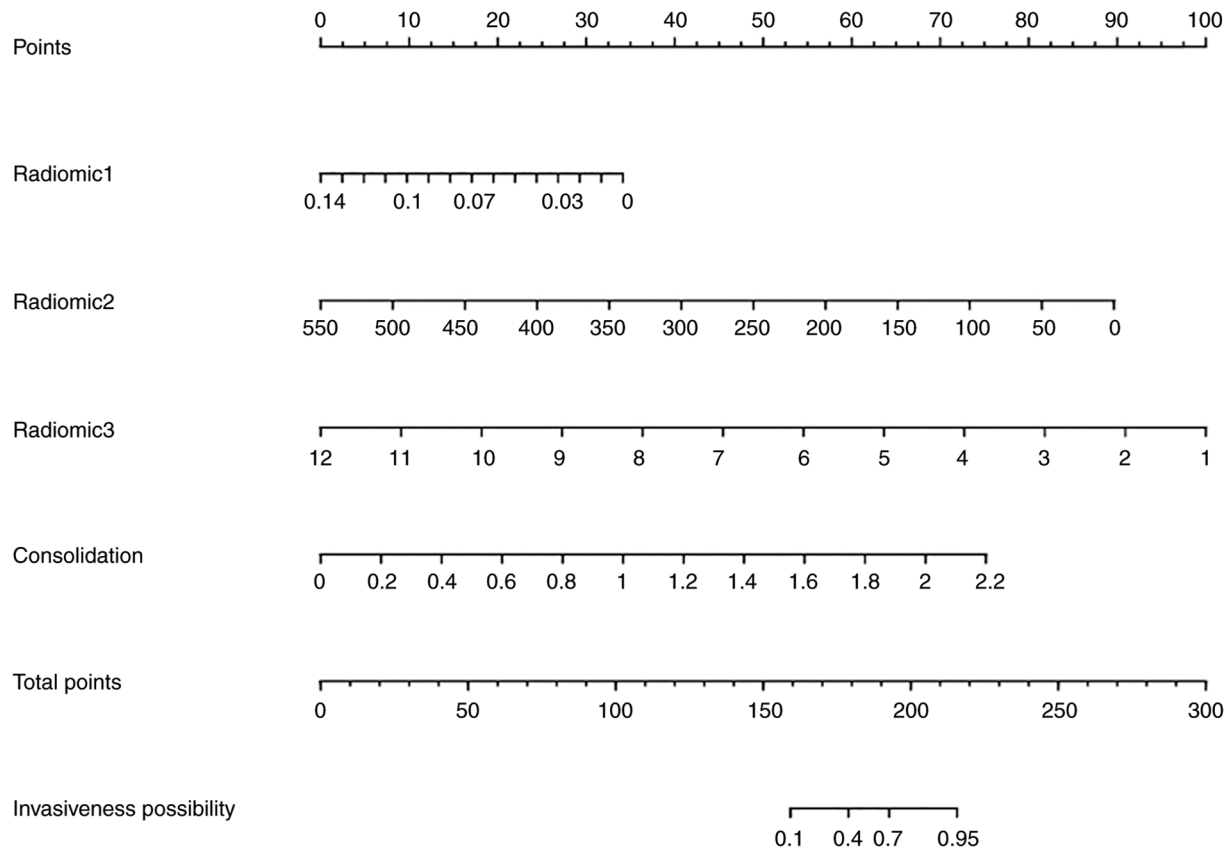 0 10 20 30 40 50 60 70 80 90 100
Points
Radiomic1
0.14 0.1 0.07 0.03 0
Radiomic2
550 500 450 400 350 300 250 200 150 100 50 0
Radiomic3
12 11 10 9 8 7 6 5 4 3 2 1
Consolidation
0 0.2 0.4 0.6 0.8 1 1.2 1.4 1.6 1.8 2 2.2
Total points
0 50 100 150 200 250 300
Invasiveness possibility
0.1 0.4 0.7 0.95